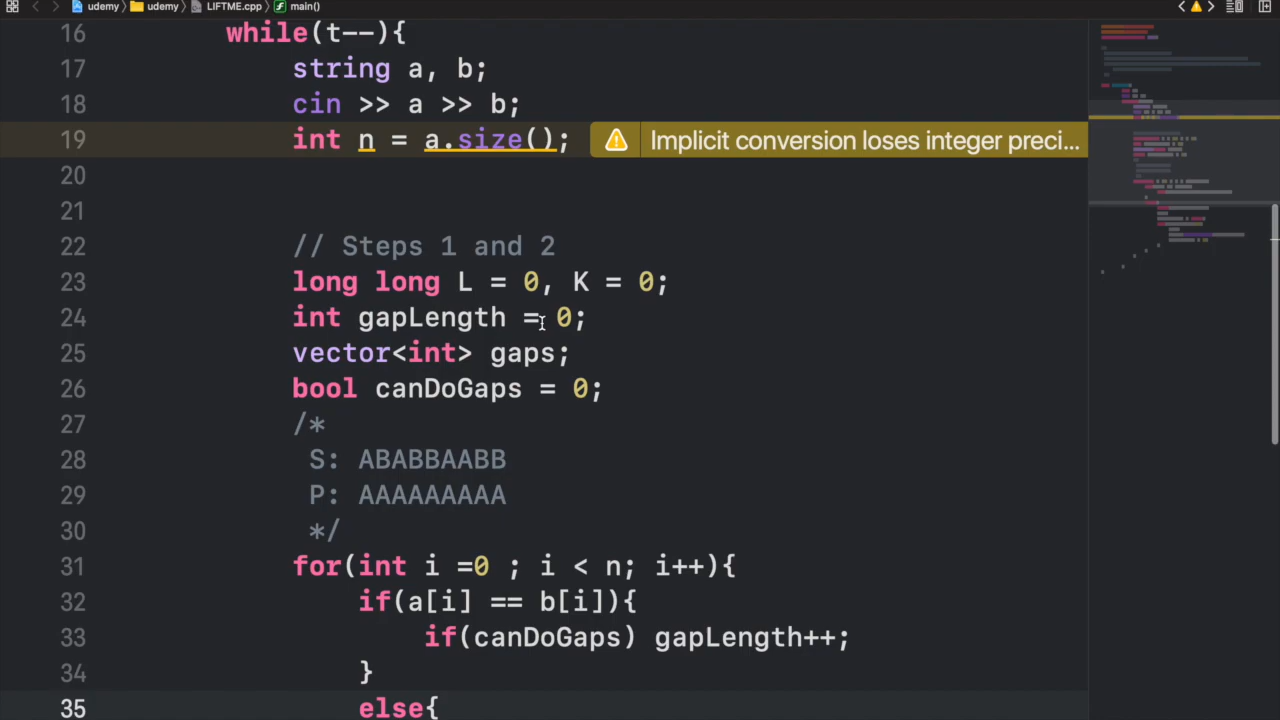 udemy udemy LIFTME.cpp main()
16 while(t--){
17 string a, b;
18 cin >> a >> b;
19 int n = a.size(); Implicit conversion loses integer preci...
20
21
22 // Steps 1 and 2
23 long long L = 0, K = 0;
24 int gapLength = 0;
25 vector<int> gaps;
26 bool canDoGaps = 0;
27 /*
28 S: ABABBAABB
29 P: AAAAAAAAA
30 */
31 for(int i =0 ; i < n; i++){
32 if(a[i] == b[i]){
33 if(canDoGaps) gapLength++;
34 }
35 else{